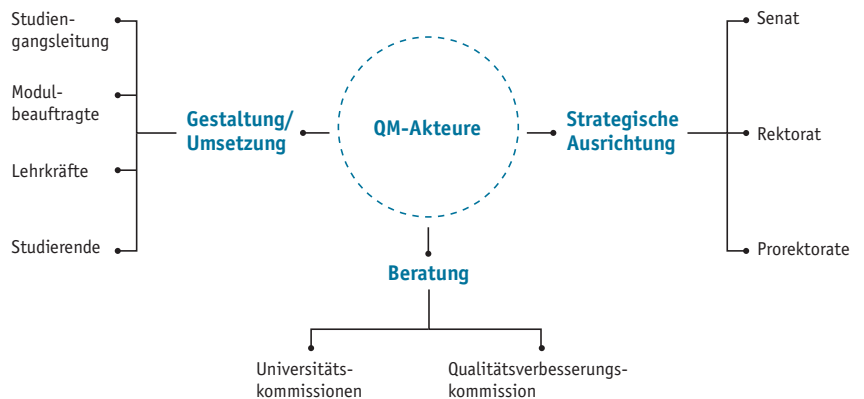 Studien-
gangsleitung
Modul-
beauftragte
Lehrkräfte
Studierende
Gestaltung/
Umsetzung
QM-Akteure
Strategische
Ausrichtung
Senat
Rektorat
Prorektorate
Beratung
Universitäts-
kommissionen
Qualitätsverbesserungs-
kommission